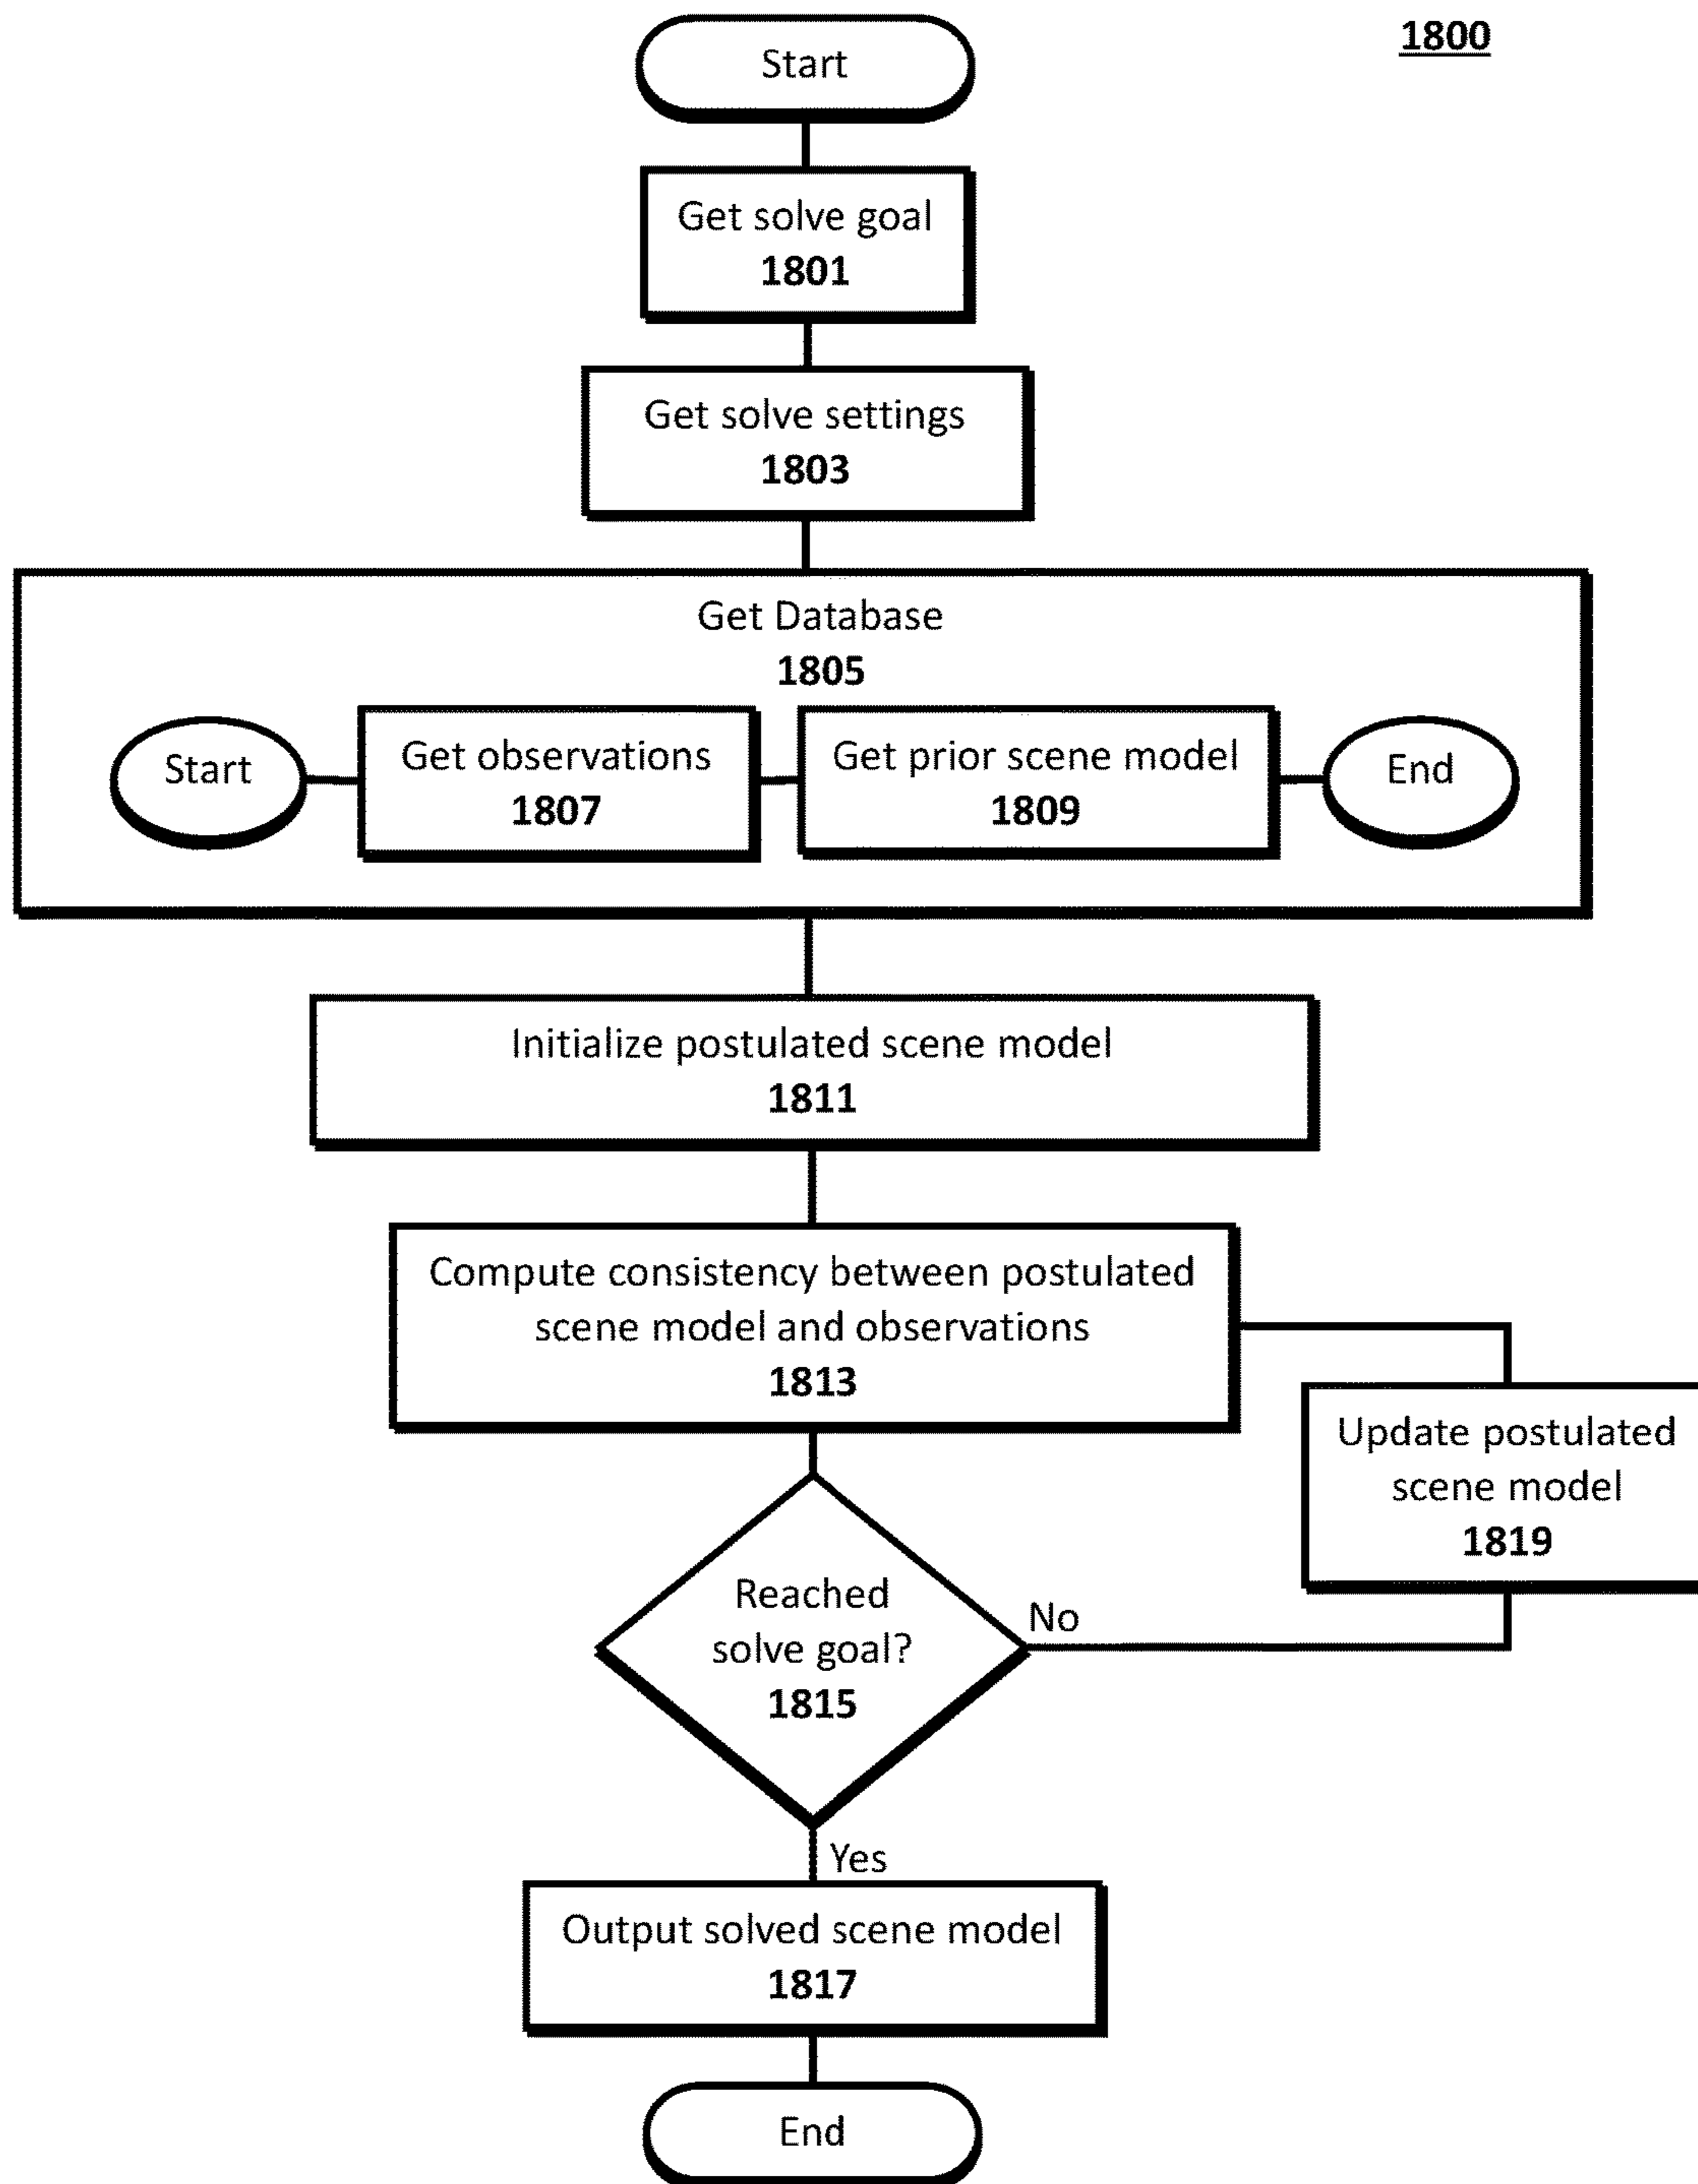 1800
Start
Get solve goal
1801
Get solve settings
1803
Get Database
1805
Start
Get observations
1807
Get prior scene model
1809
End
Initialize postulated scene model
1811
Compute consistency between postulated
scene model and observations
1813
Update postulated
scene model
1819
Reached
solve goal?
1815
No
Yes
Output solved scene model
1817
End